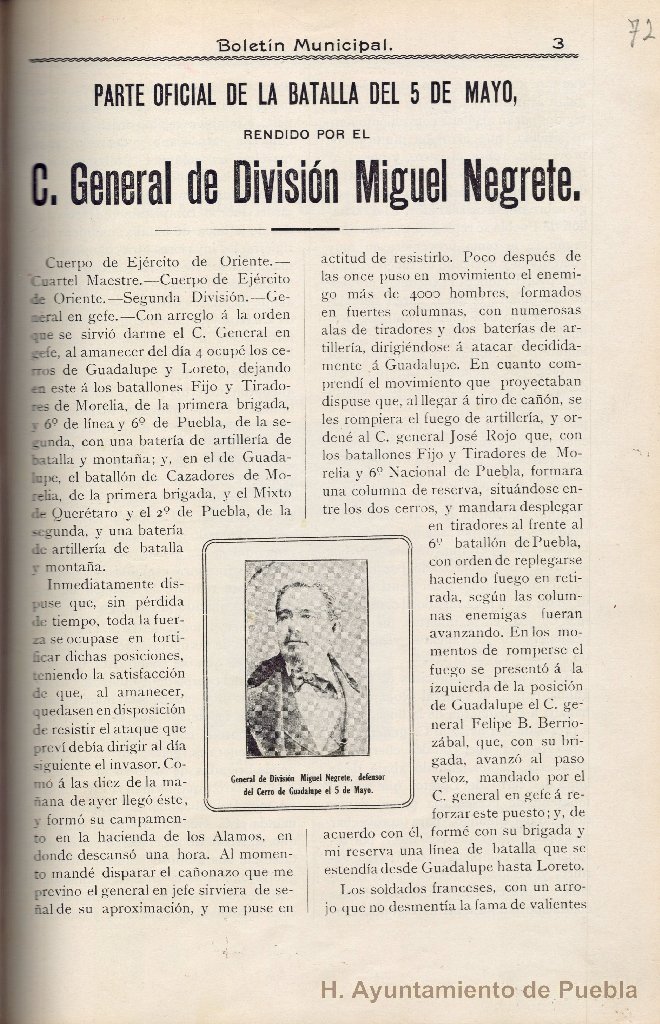 72
Boletín Municipal.
3
PARTE OFICIAL DE LA BATALLA DEL 5 DE MAYO,
RENDIDO POR EL
C. General de División Miguel Negrete.
Cuerpo de Ejército de Oriente.—
Cuartel Maestre.—Cuerpo de Ejército
de Oriente.—Segunda División.—Ge-
neral en gefe.—Con arreglo á la orden
que se sirvió darme el C. General en
gefe, al amanecer del día 4 ocupé los ce-
rros de Guadalupe y Loreto, dejando
en este á los batallones Fijo y Tirado-
res de Morelia, de la primera brigada,
y 6º de línea y 6º de Puebla, de la se-
gunda, con una batería de artillería de
batalla y montaña; y, en el de Guada-
lupe, el batallón de Cazadores de Mo-
relia, de la primera brigada, y el Mixto
de Querétaro y el 2º de Puebla, de la
segunda, y una batería
de artillería de batalla
y montaña.
Inmediatamente dis-
puse que, sin pérdida
de tiempo, toda la fuer-
za se ocupase en forti-
ficar dichas posiciones,
teniendo la satisfacción
de que, al amanecer,
quedasen en disposición
de resistir el ataque que
preví debía dirigir al día
siguiente el invasor. Co-
mó á las diez de la ma-
ñana de ayer llegó éste,
y formó su campamen-
to en la hacienda de los Alamos, en
donde descansó una hora. Al momen-
to mandé disparar el cañonazo que me
previno el general en jefe sirviera de se-
ñal de su aproximación, y me puse en
General de División Miguel Negrete, defensor
del Cerro de Guadalupe el 5 de Mayo.
actitud de resistirlo. Poco después de
las once puso en movimiento el enemi-
go más de 4000 hombres, formados
en fuertes columnas, con numerosas
alas de tiradores y dos baterías de ar-
tillería, dirigiéndose á atacar decidida-
mente á Guadalupe. En cuanto com-
prendí el movimiento que proyectaban
dispuse que, al llegar á tiro de cañón, se
les rompiera el fuego de artillería, y or-
dené al C. general José Rojo que, con
los batallones Fijo y Tiradores de Mo-
relia y 6º Nacional de Puebla, formara
una columna de reserva, situándose en-
tre los dos cerros, y mandara desplegar
en tiradores al frente al
6º batallón de Puebla,
con orden de replegarse
haciendo fuego en reti-
rada, según las colum-
nas enemigas fueran
avanzando. En los mo-
mentos de romperse el
fuego se presentó á la
izquierda de la posición
de Guadalupe el C. ge-
neral Felipe B. Berrio-
zábal, que, con su bri-
gada, avanzó al paso
veloz, mandado por el
C. general en gefe á re-
forzar este puesto; y, de
acuerdo con él, formé con su brigada y
mi reserva una línea de batalla que se
estendía desde Guadalupe hasta Loreto.
Los soldados franceses, con un arro-
jo que no desmentía la fama de valientes
H. Ayuntamiento de Puebla